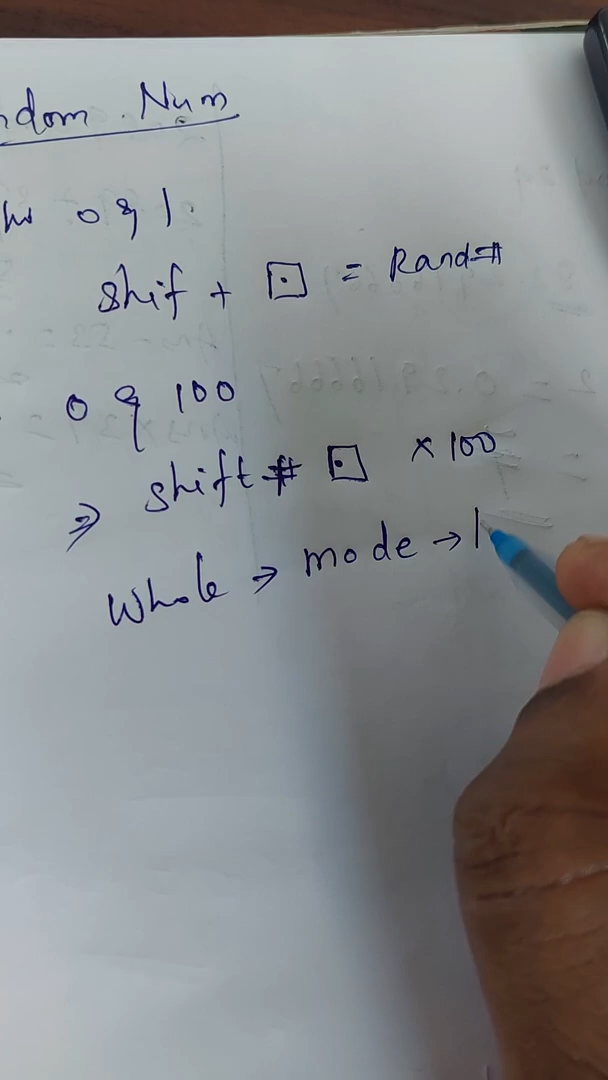 ndom. Num
0 & 1.
Shif + ⊡ = Rand#
0 & 100
⇒ Shift # ⊡ × 100
Whole → mode → 1